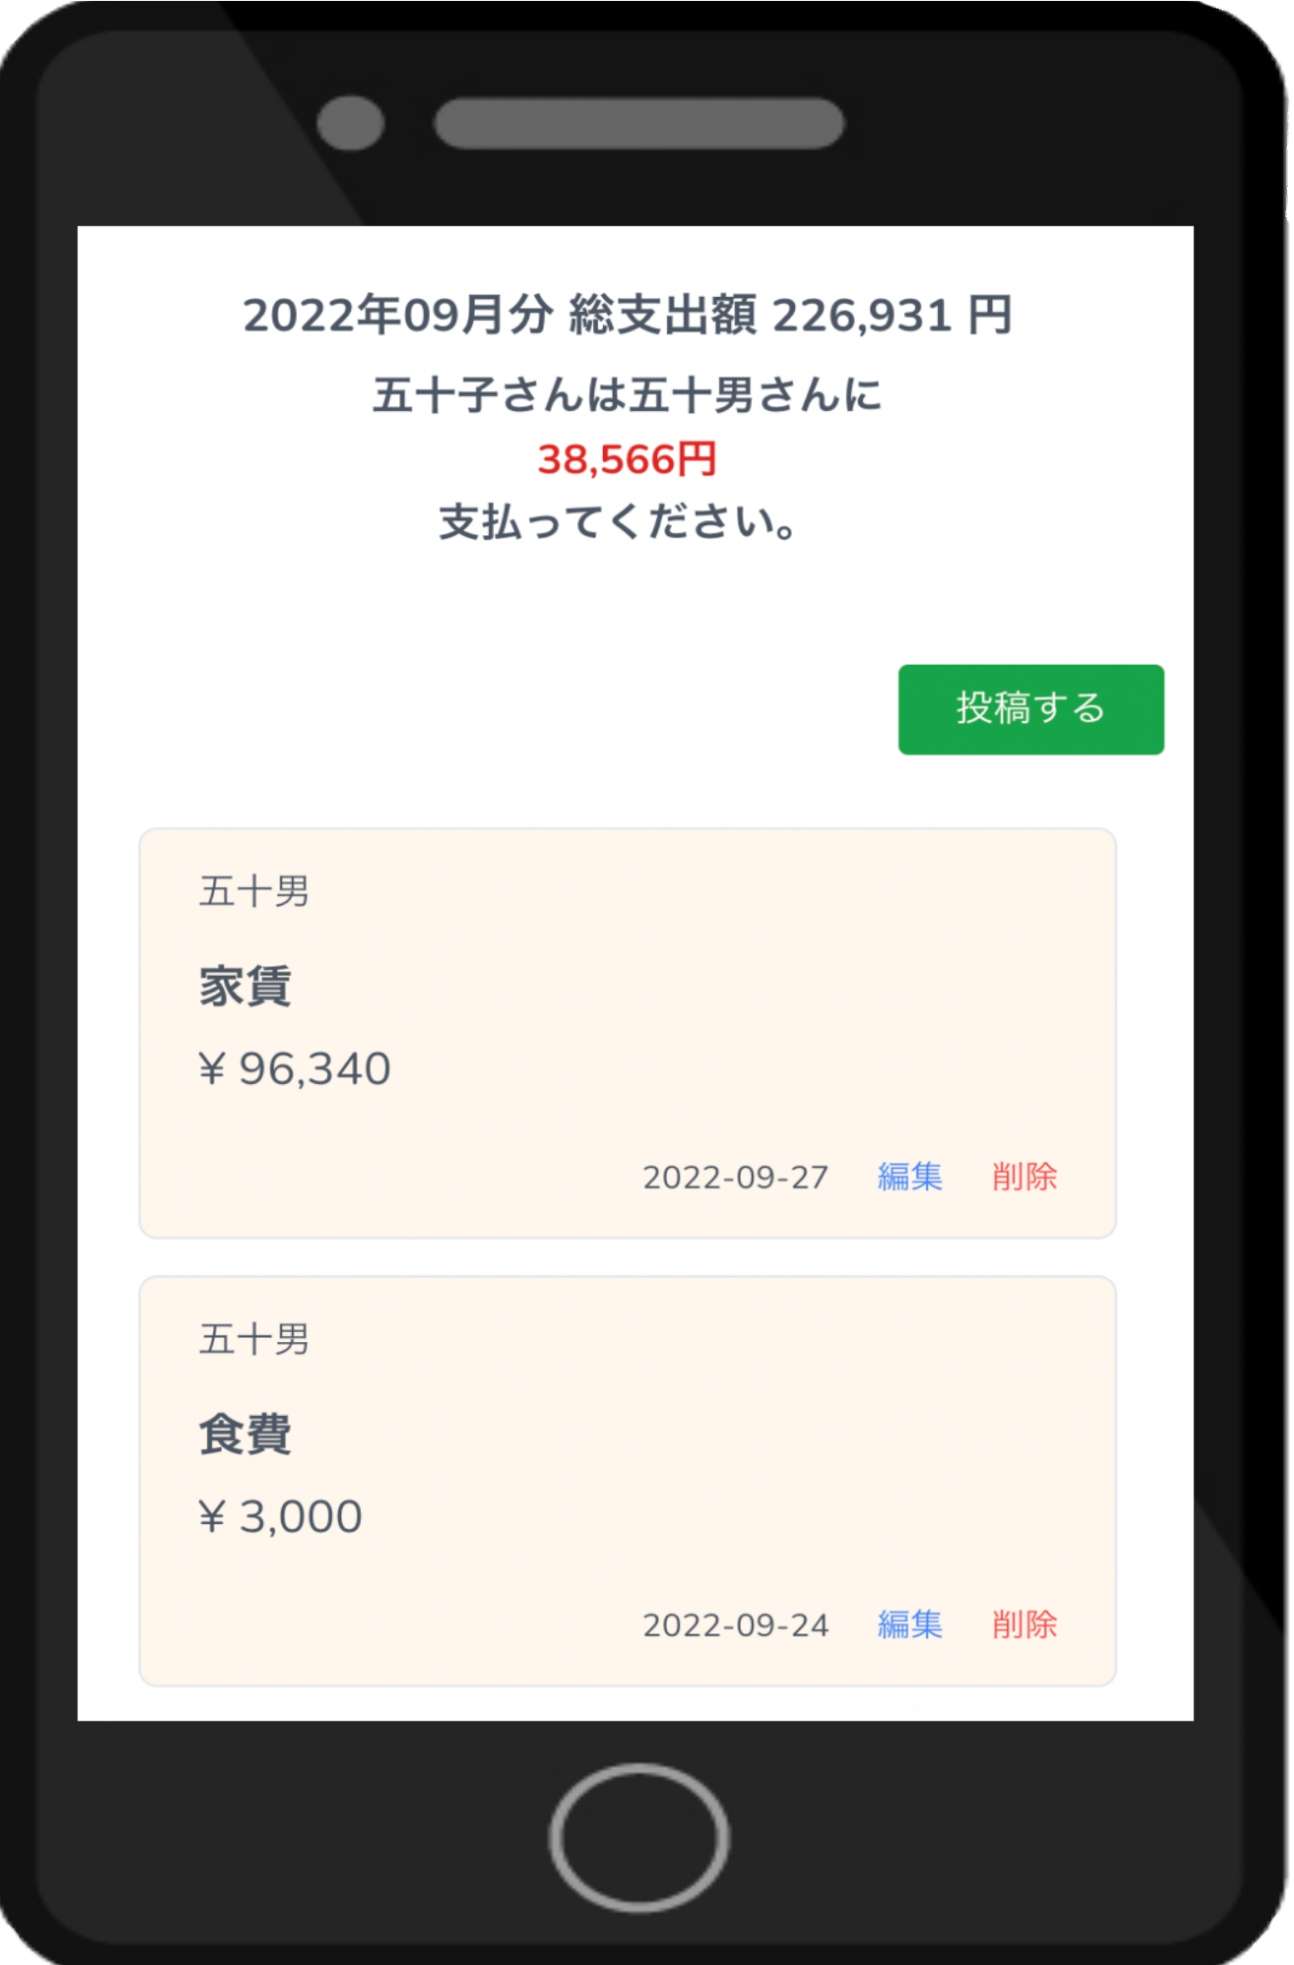 2022年09月分 総支出額 226,931 円
五十子さんは五十男さんに
38,566円
支払ってください。
投稿する
五十男
家賃
¥ 96,340
2022-09-27 編集 削除
五十男
食費
¥ 3,000
2022-09-24 編集 削除